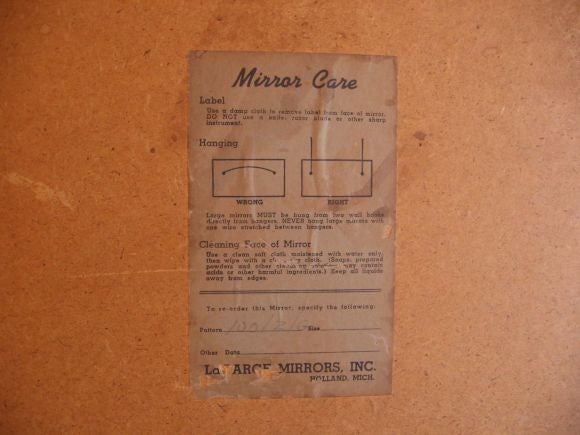 Mirror Care
Label
Use a damp cloth to remove label from face of mirror.
DO NOT use a knife, razor blade or other sharp
instrument.
Hanging
WRONG RIGHT
Large mirrors MUST be hung from two wall hooks
directly from hangers. NEVER hang large mirrors with
one wire stretched between hangers.
Cleaning Face of Mirror
Use a clean soft cloth moistened with water only,
then wipe with a cloth. (Soaps, prepared
powders and other may contain
acids or other harmful ingredients.) Keep all liquids
away from edges.
To re-order this Mirror, specify the following:
Pattern Size
Other Data
LaBARGE MIRRORS, INC.
HOLLAND, MICH.